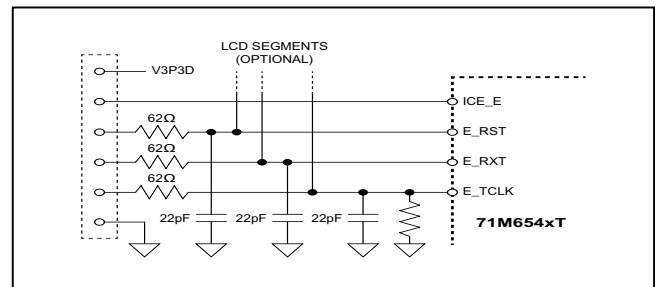 LCD SEGMENTS
(OPTIONAL)
V3P3D
ICE_E
62Ω
E_RST
62Ω
E_RXT
62Ω
E_TCLK
22pF 22pF 22pF
71M654xT